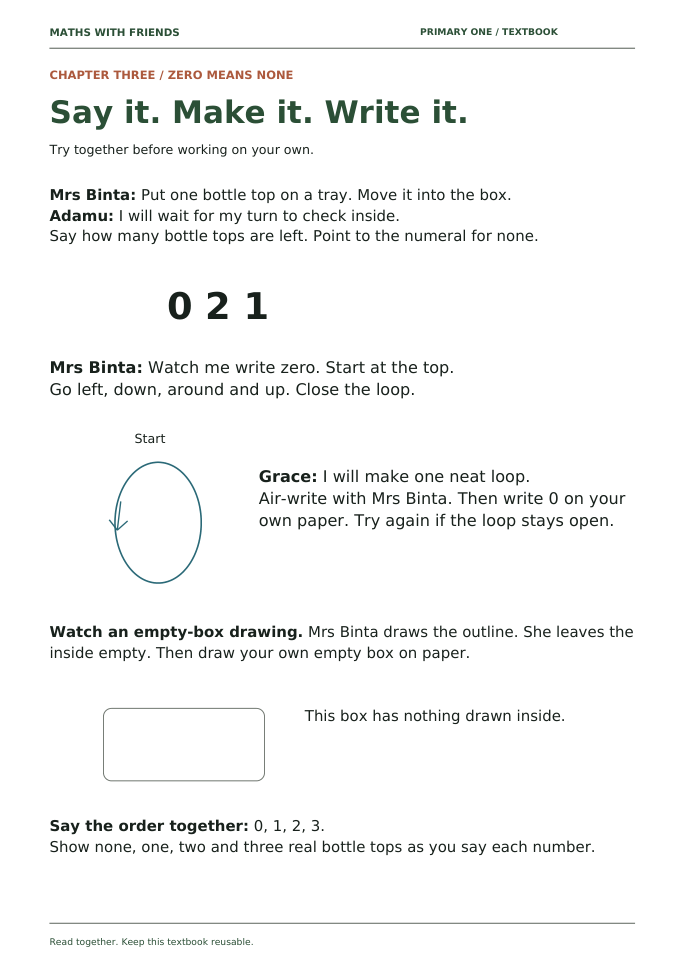 MATHS WITH FRIENDS
PRIMARY ONE / TEXTBOOK
CHAPTER THREE / ZERO MEANS NONE
Say it. Make it. Write it.
Try together before working on your own.
Mrs Binta: Put one bottle top on a tray. Move it into the box.
Adamu: I will wait for my turn to check inside.
Say how many bottle tops are left. Point to the numeral for none.
0 2 1
Mrs Binta: Watch me write zero. Start at the top.
Go left, down, around and up. Close the loop.
Start
Grace: I will make one neat loop.
Air-write with Mrs Binta. Then write 0 on your
own paper. Try again if the loop stays open.
Watch an empty-box drawing. Mrs Binta draws the outline. She leaves the
inside empty. Then draw your own empty box on paper.
This box has nothing drawn inside.
Say the order together: 0, 1, 2, 3.
Show none, one, two and three real bottle tops as you say each number.
Read together. Keep this textbook reusable.